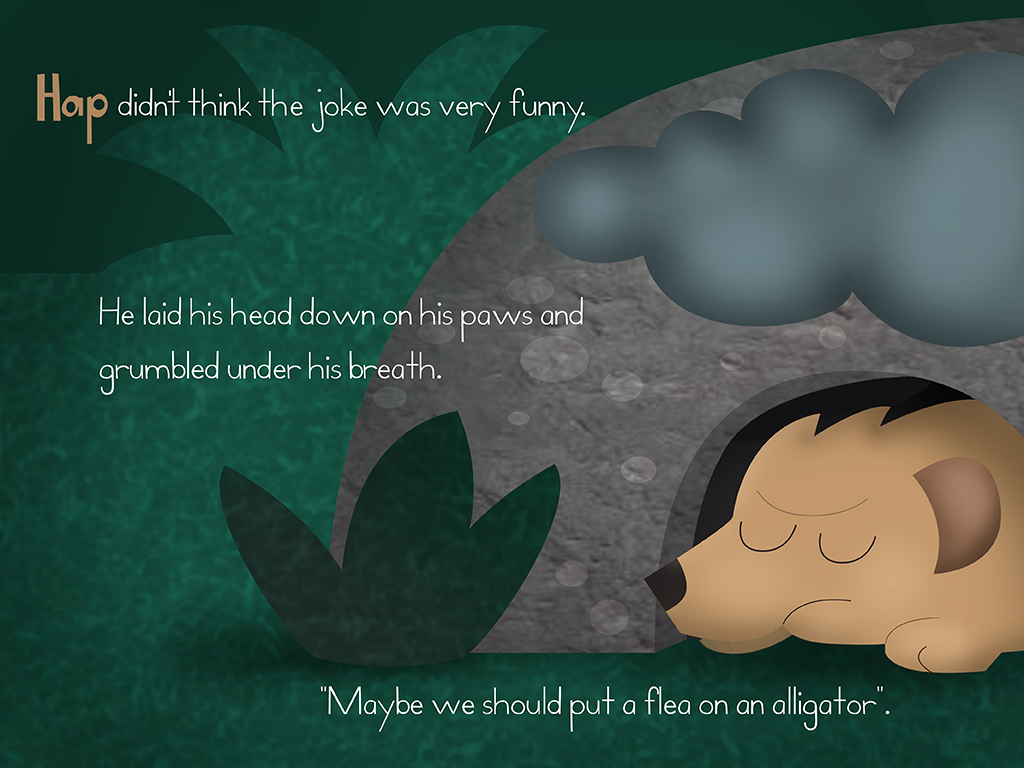 Hap didn't think the joke was very funny.
He laid his head down on his paws and
grumbled under his breath.
"Maybe we should put a flea on an alligator".